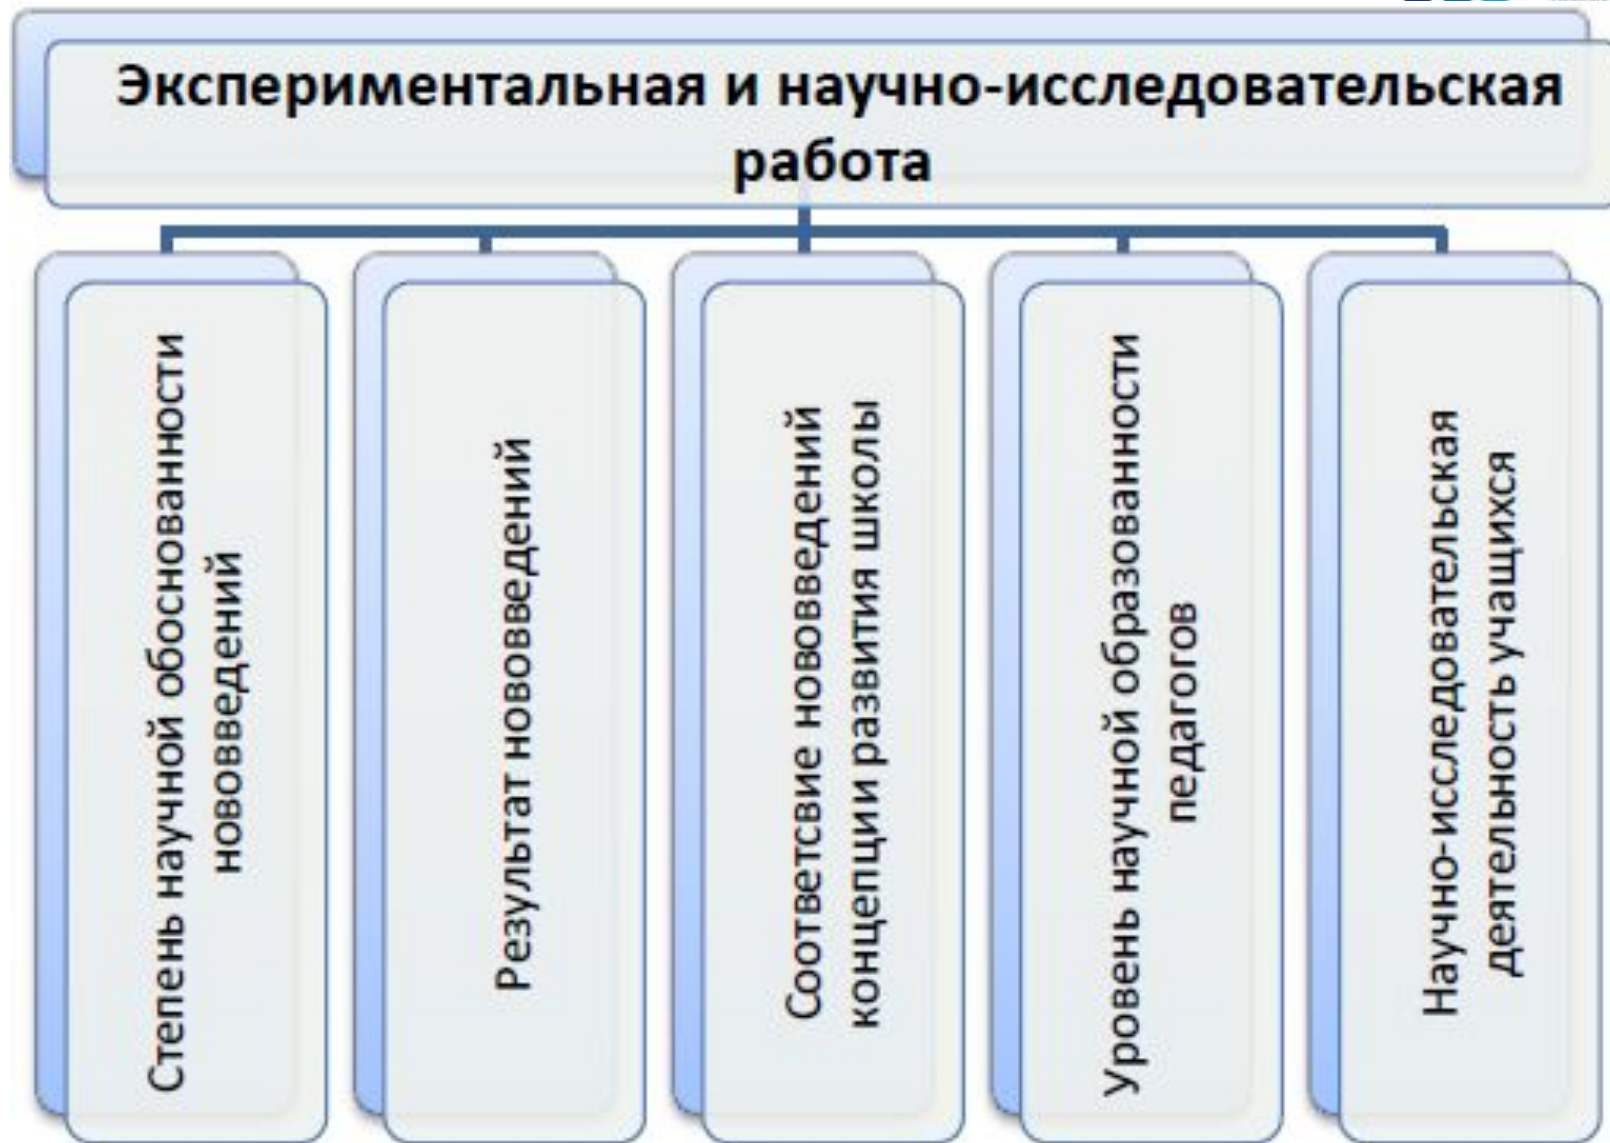 Экспериментальная и научно-исследовательская
работа
Степень научной обоснованности
нововведений
Результат нововведений
Соответсвие нововведений
концепции развития школы
Уровень научной образованности
педагогов
Научно-исследовательская
деятельность учащихся